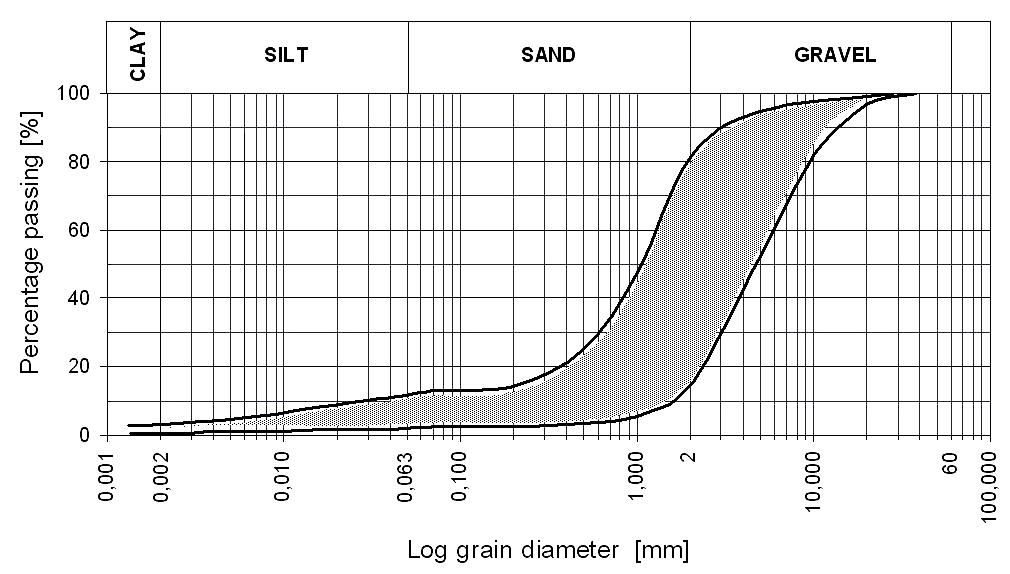 CLAY
SILT
SAND
GRAVEL
Percentage passing [%]
100
80
60
40
20
0
0,001
0,002
0,010
0,063
0,100
1,000
2
10,000
60
100,000
Log grain diameter [mm]